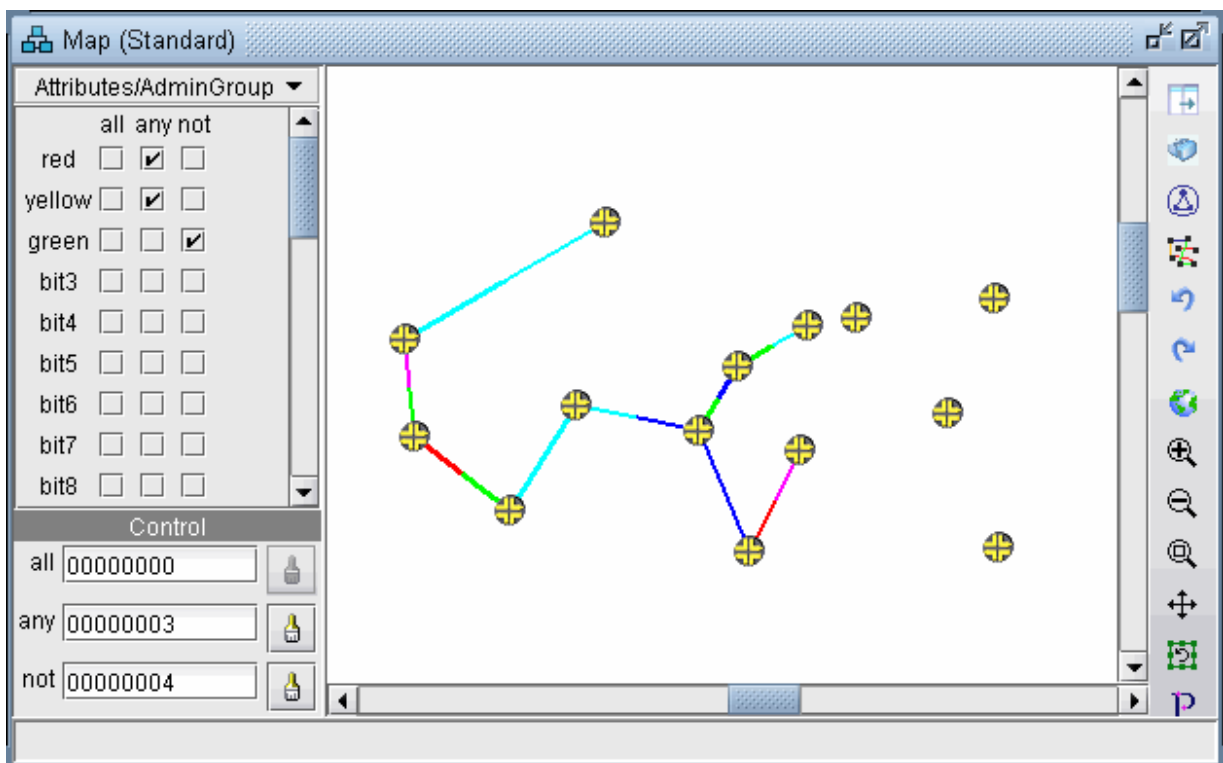 Map (Standard)
Attributes/AdminGroup
all any not
red
yellow
green
bit3
bit4
bit5
bit6
bit7
bit8
Control
all 00000000
any 00000003
not 00000004